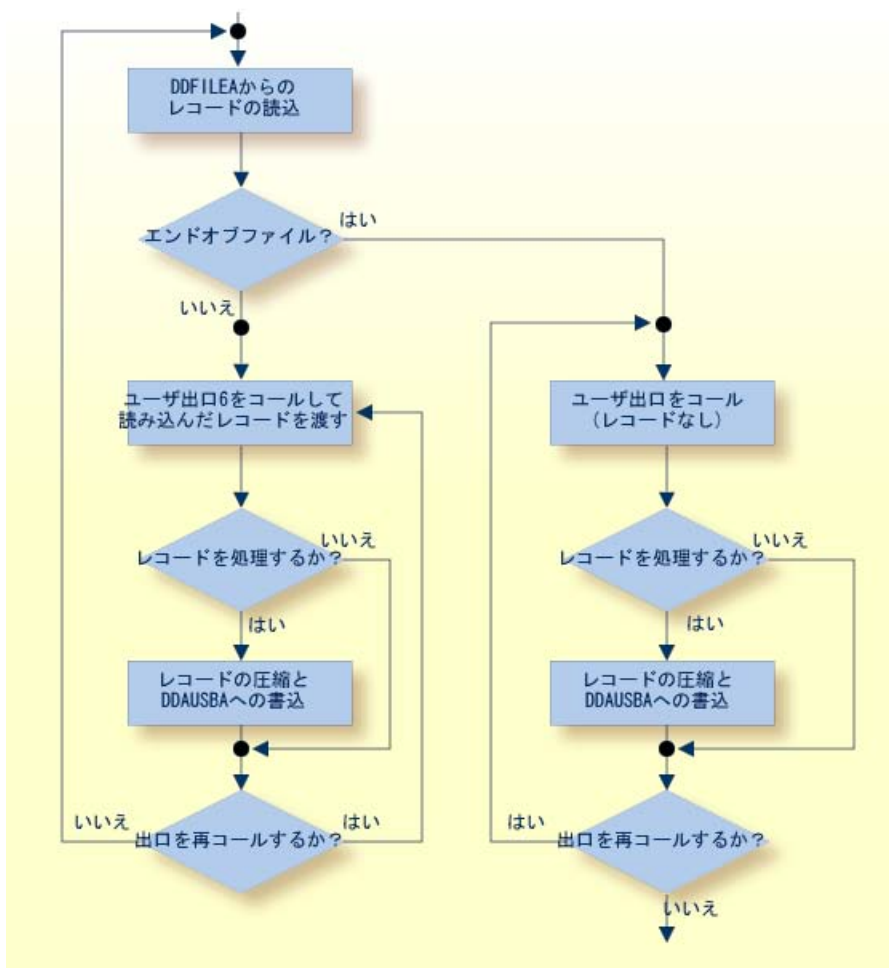 DDFILEAからの
レコードの読込
エンドオブファイル？
はい
いいえ
ユーザ出口6をコールして
読み込んだレコードを渡す
レコードを処理するか？
いいえ
はい
レコードの圧縮と
DDAUSBAへの書込
いいえ
出口を再コールするか？
はい
ユーザ出口をコール
（レコードなし）
レコードを処理するか？
いいえ
はい
レコードの圧縮と
DDAUSBAへの書込
はい
出口を再コールするか？
いいえ